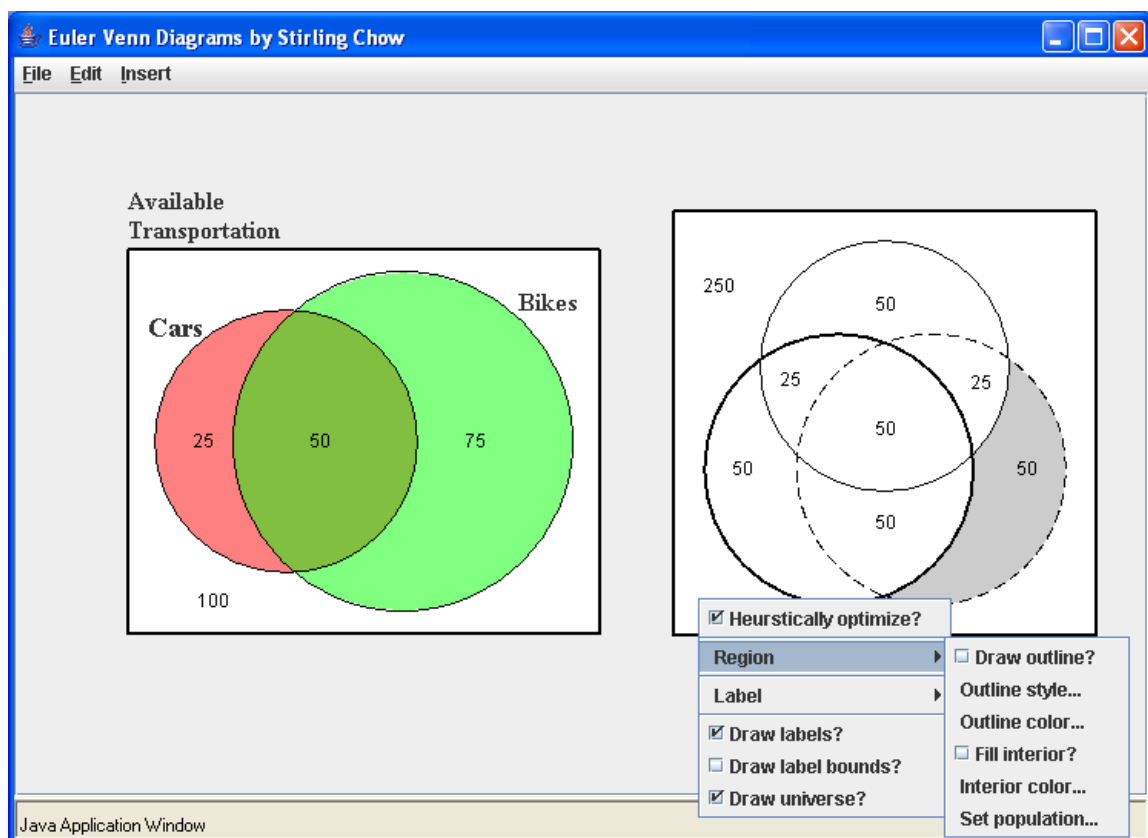 Euler Venn Diagrams by Stirling Chow
File Edit Insert
Available
Transportation
Cars
Bikes
25
50
75
100
250
50
25
25
50
50
50
50
Heurstically optimize?
Region
Label
Draw labels?
Draw label bounds?
Draw universe?
Draw outline?
Outline style...
Outline color...
Fill interior?
Interior color...
Set population...
Java Application Window